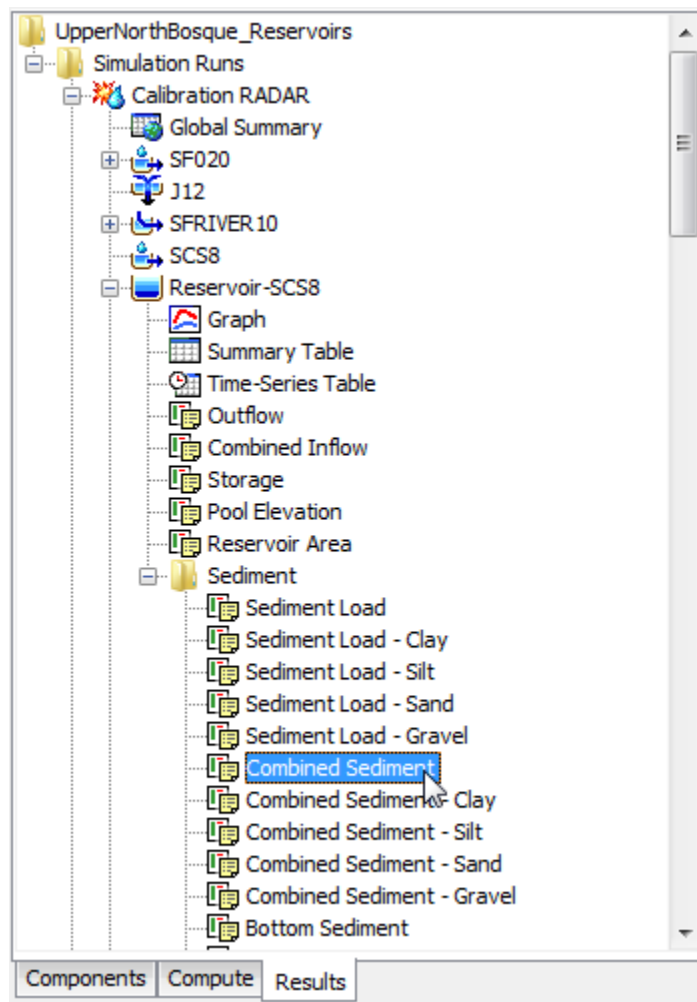 UpperNorthBosque_Reservoirs
Simulation Runs
Calibration RADAR
Global Summary
SF020
J12
SFRIVER10
SCS8
Reservoir-SCS8
Graph
Summary Table
Time-Series Table
Outflow
Combined Inflow
Storage
Pool Elevation
Reservoir Area
Sediment
Sediment Load
Sediment Load - Clay
Sediment Load - Silt
Sediment Load - Sand
Sediment Load - Gravel
Combined Sediment
Combined Sediment - Clay
Combined Sediment - Silt
Combined Sediment - Sand
Combined Sediment - Gravel
Bottom Sediment
Components Compute Results